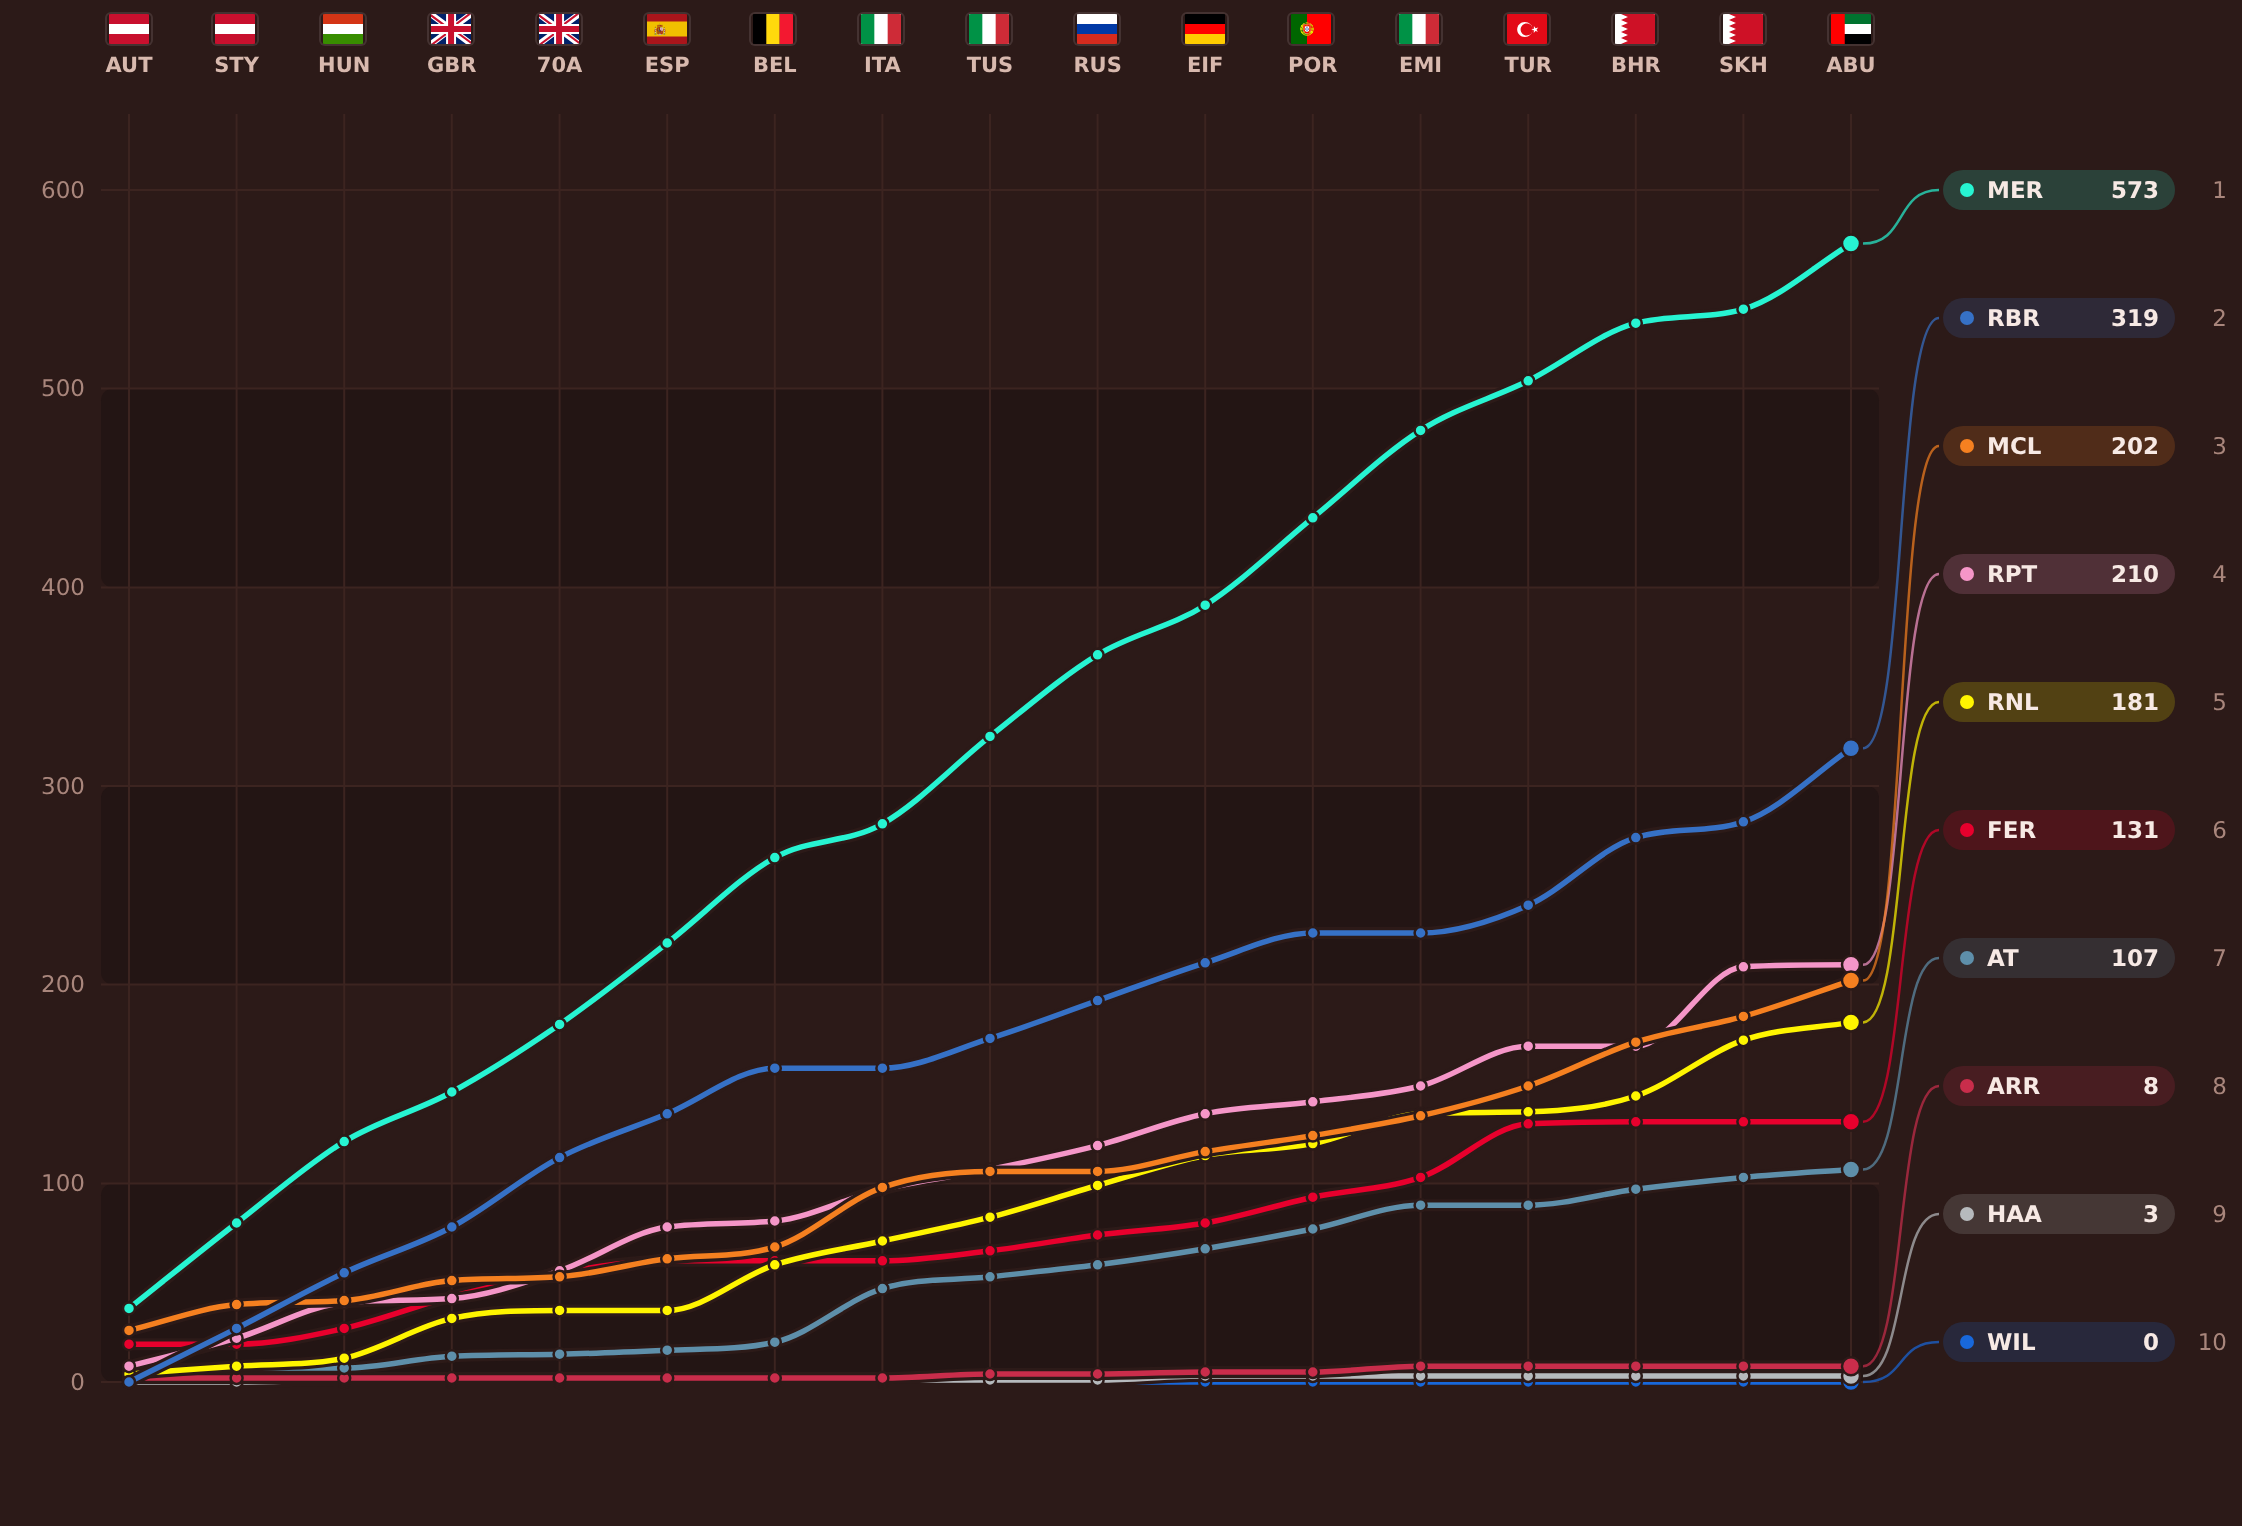 AUT STY HUN GBR 70A ESP BEL ITA TUS RUS EIF POR EMI TUR BHR SKH ABU
600
500
400
300
200
100
0
MER 573 1
RBR 319 2
MCL 202 3
RPT 210 4
RNL 181 5
FER 131 6
AT 107 7
ARR 8 8
HAA 3 9
WIL 0 10